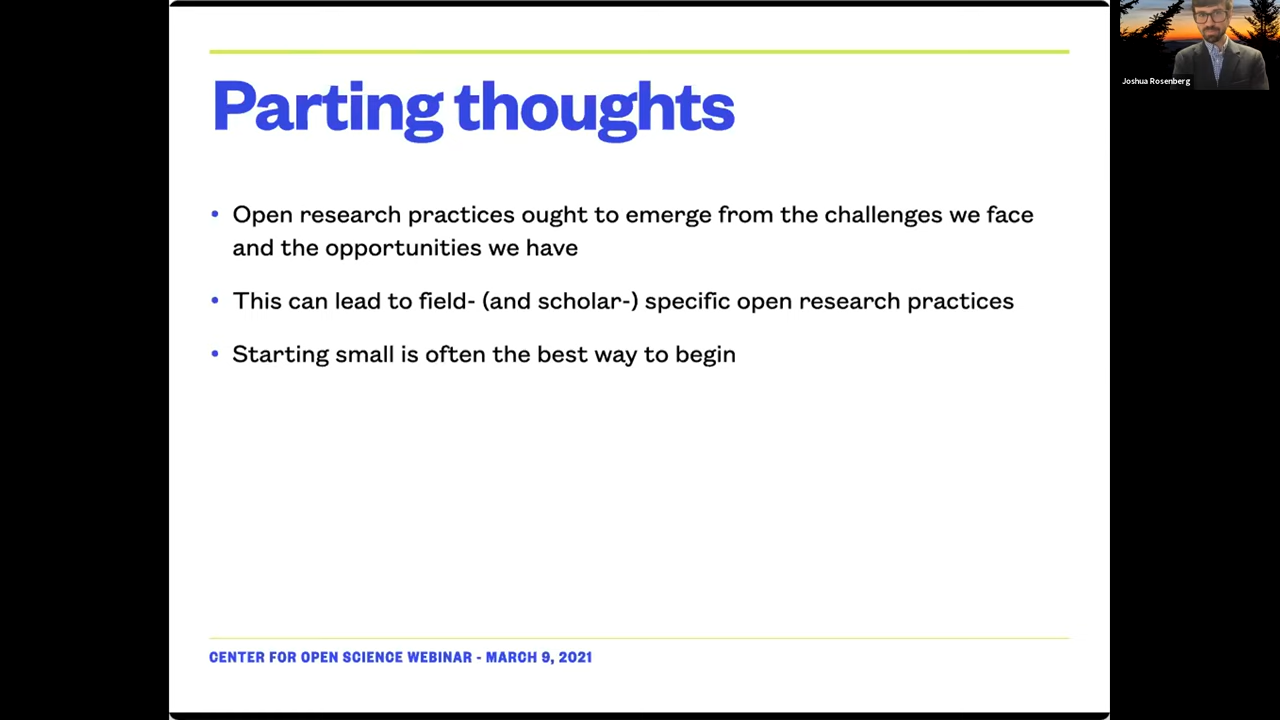 Parting thoughts
• Open research practices ought to emerge from the challenges we face
and the opportunities we have
• This can lead to field- (and scholar-) specific open research practices
• Starting small is often the best way to begin
CENTER FOR OPEN SCIENCE WEBINAR - MARCH 9, 2021
Joshua Rosenberg